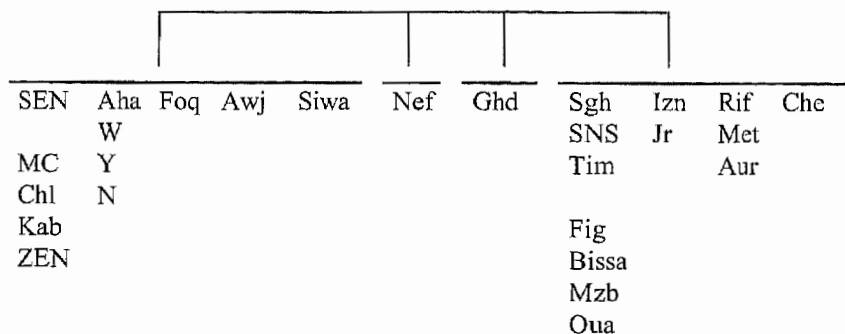 SEN Aha Foq Awj Siwa Nef Ghd Sgh Izn Rif Che
W SNS Jr Met
MC Y Tim Aur
Chl N
Kab Fig
ZEN Bissa
Mzb
Oua